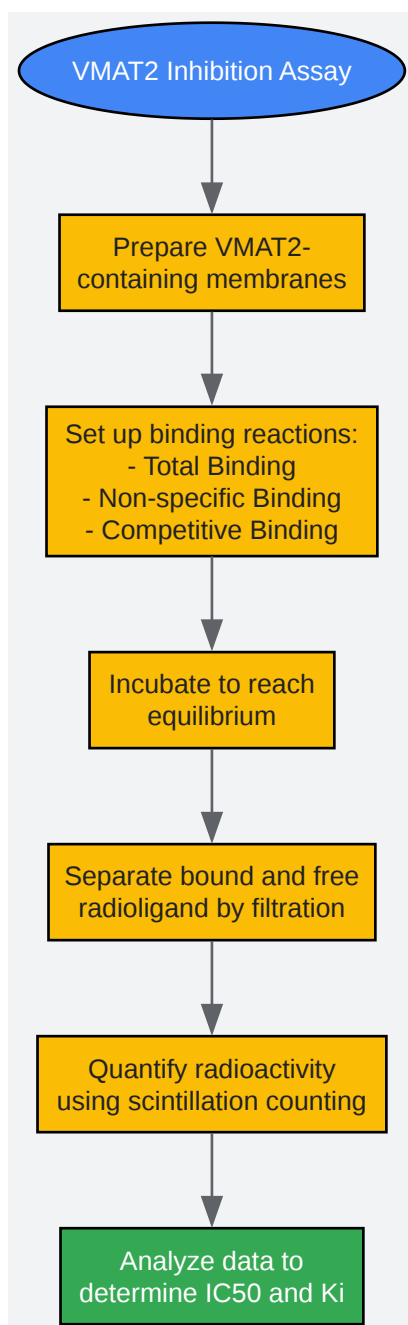 VMAT2 Inhibition Assay
Prepare VMAT2-
containing membranes
Set up binding reactions:
- Total Binding
- Non-specific Binding
- Competitive Binding
Incubate to reach
equilibrium
Separate bound and free
radioligand by filtration
Quantify radioactivity
using scintillation counting
Analyze data to
determine IC50 and Ki